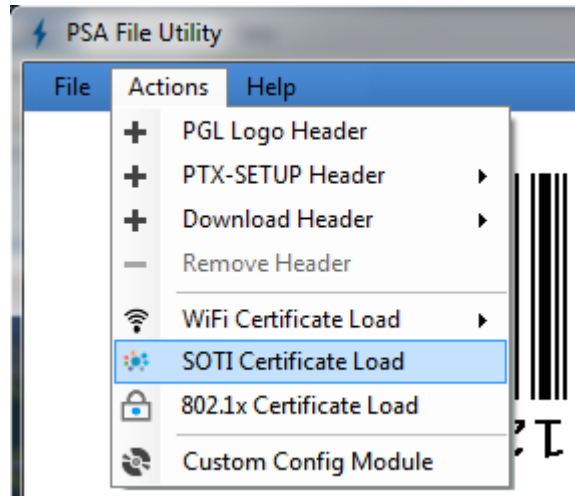 PSA File Utility
File Actions Help
PGL Logo Header
PTX-SETUP Header
Download Header
Remove Header
WiFi Certificate Load
SOTI Certificate Load
802.1x Certificate Load
Custom Config Module